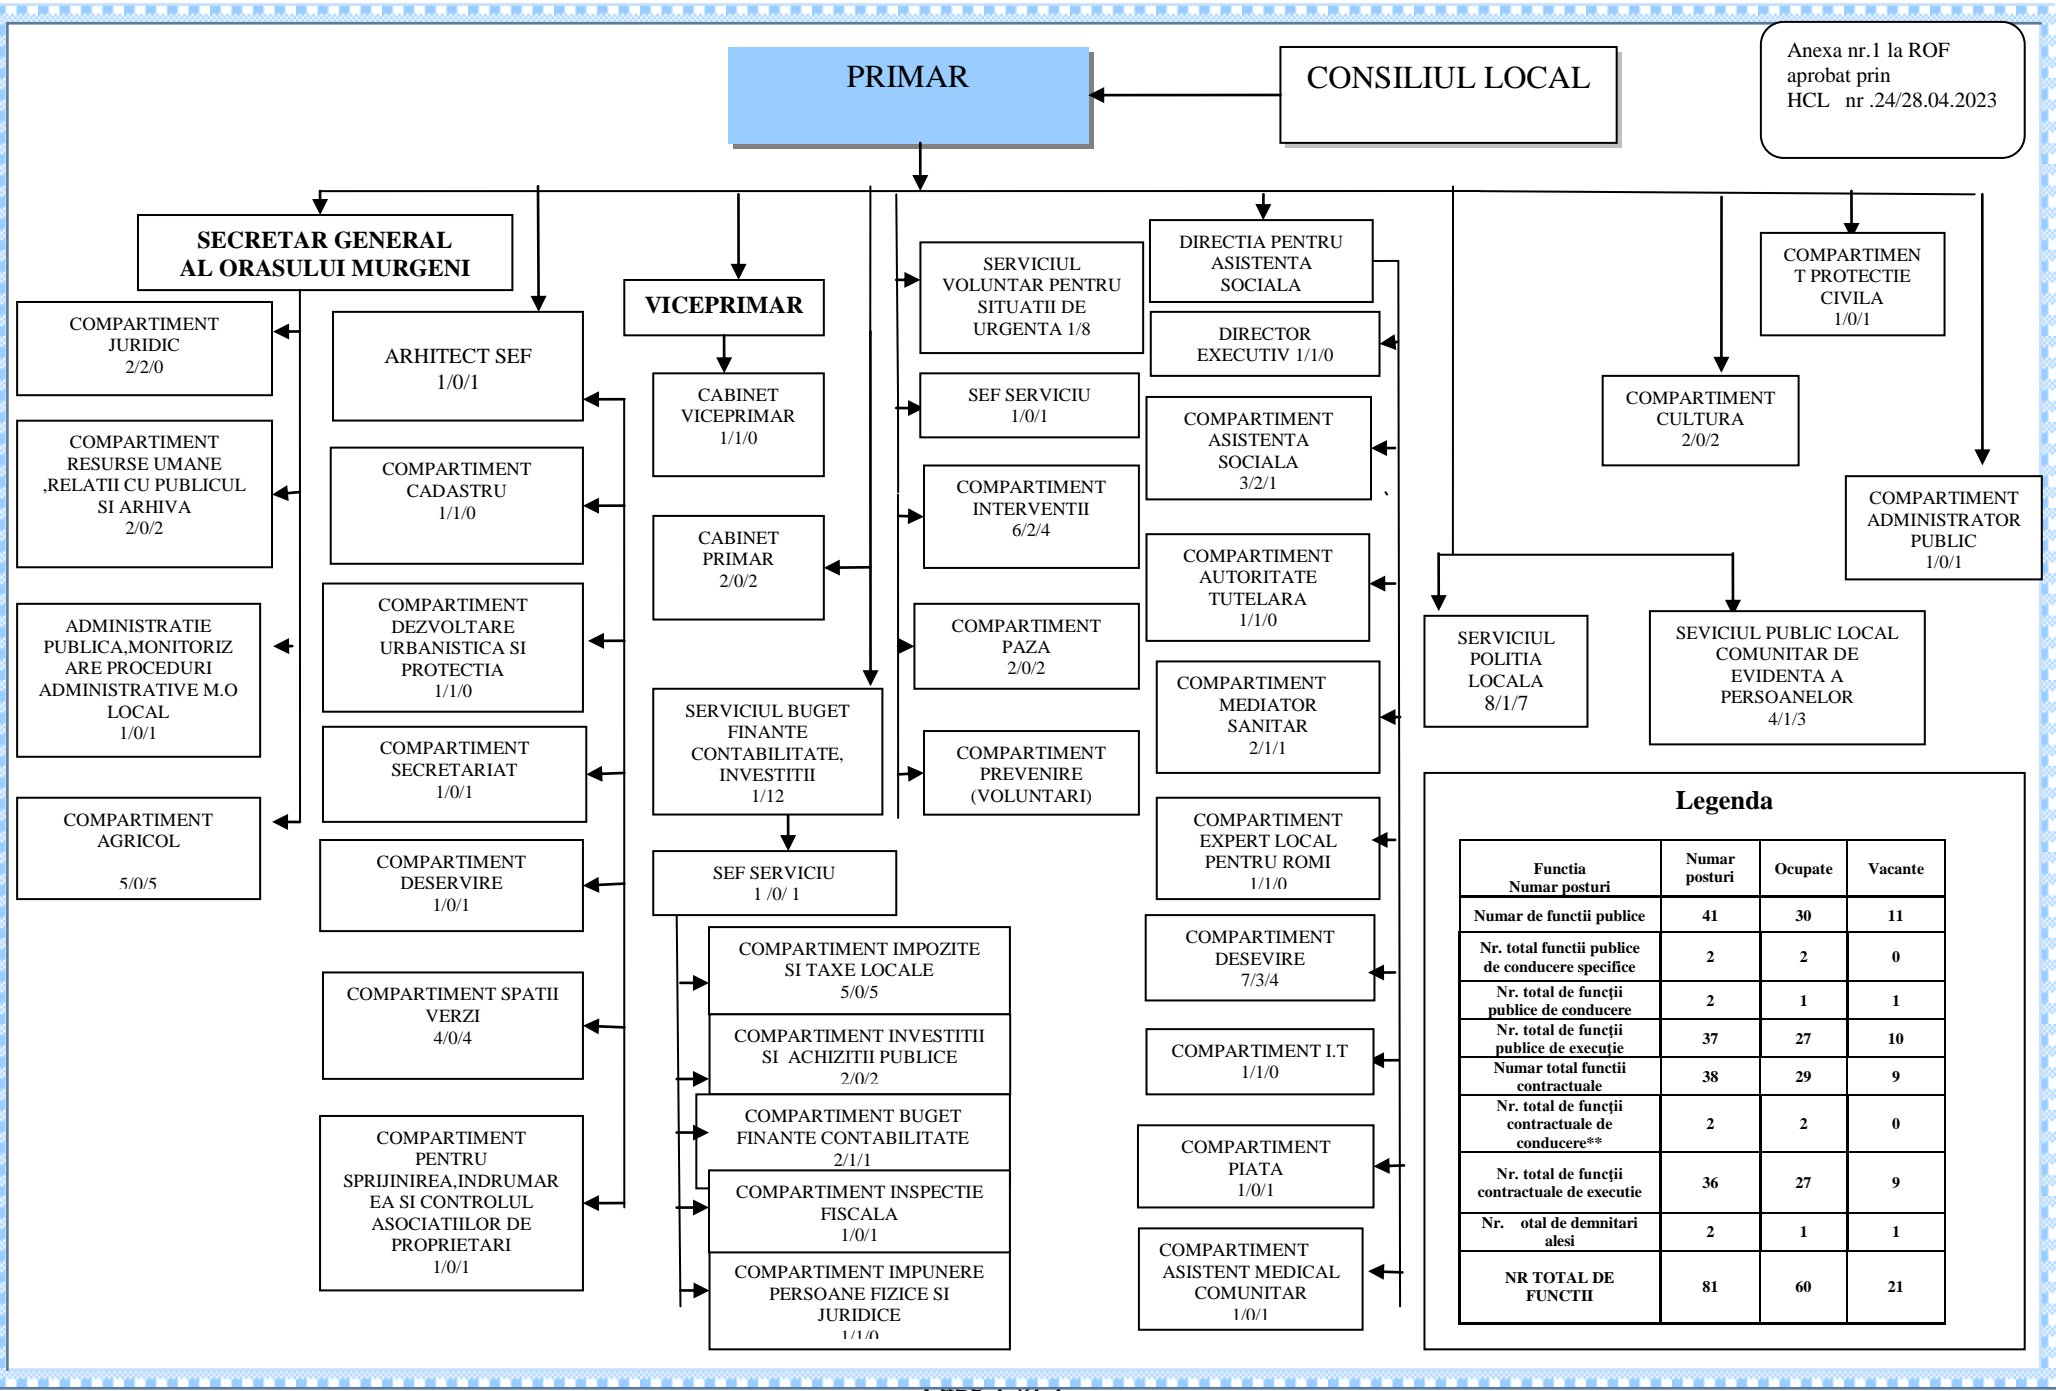 PRIMAR
CONSILIUL LOCAL
Anexa nr.1 la ROF
aprobat prin
HCL nr .24/28.04.2023
SECRETAR GENERAL
AL ORASULUI MURGENI
COMPARTIMENT
JURIDIC
2/2/0
COMPARTIMENT
RESURSE UMANE
,RELATII CU PUBLICUL
SI ARHIVA
2/0/2
ADMINISTRATIE
PUBLICA,MONITORIZ
ARE PROCEDURI
ADMINISTRATIVE M.O
LOCAL
1/0/1
COMPARTIMENT
AGRICOL
5/0/5
ARHITECT SEF
1/0/1
COMPARTIMENT
CADASTRU
1/1/0
COMPARTIMENT
DEZVOLTARE
URBANISTICA SI
PROTECTIA
1/1/0
COMPARTIMENT
SECRETARIAT
1/0/1
COMPARTIMENT
DESERVIRE
1/0/1
COMPARTIMENT SPATII
VERZI
4/0/4
COMPARTIMENT
PENTRU
SPRIJINIREA,INDRUMAR
EA SI CONTROLUL
ASOCIATIILOR DE
PROPRIETARI
1/0/1
VICEPRIMAR
CABINET
VICEPRIMAR
1/1/0
CABINET
PRIMAR
2/0/2
SERVICIUL BUGET
FINANTE
CONTABILITATE,
INVESTITII
1/12
SEF SERVICIU
1 /0/ 1
COMPARTIMENT IMPOZITE
SI TAXE LOCALE
5/0/5
COMPARTIMENT INVESTITII
SI ACHIZITII PUBLICE
2/0/2
COMPARTIMENT BUGET
FINANTE CONTABILITATE
2/1/1
COMPARTIMENT INSPECTIE
FISCALA
1/0/1
COMPARTIMENT IMPUNERE
PERSOANE FIZICE SI
JURIDICE
1/1/0
SERVICIUL
VOLUNTAR PENTRU
SITUATII DE
URGENTA 1/8
SEF SERVICIU
1/0/1
COMPARTIMENT
INTERVENTII
6/2/4
COMPARTIMENT
PAZA
2/0/2
COMPARTIMENT
PREVENIRE
(VOLUNTARI)
DIRECTIA PENTRU
ASISTENTA
SOCIALA
DIRECTOR
EXECUTIV 1/1/0
COMPARTIMENT
ASISTENTA
SOCIALA
3/2/1
COMPARTIMENT
AUTORITATE
TUTELARA
1/1/0
COMPARTIMENT
MEDIATOR
SANITAR
2/1/1
COMPARTIMENT
EXPERT LOCAL
PENTRU ROMI
1/1/0
COMPARTIMENT
DESEVIRE
7/3/4
COMPARTIMENT I.T
1/1/0
COMPARTIMENT
PIATA
1/0/1
COMPARTIMENT
ASISTENT MEDICAL
COMUNITAR
1/0/1
SERVICIUL
POLITIA
LOCALA
8/1/7
SEVICIUL PUBLIC LOCAL
COMUNITAR DE
EVIDENTA A
PERSOANELOR
4/1/3
COMPARTIMENT
CULTURA
2/0/2
COMPARTIMEN
T PROTECTIE
CIVILA
1/0/1
COMPARTIMENT
ADMINISTRATOR
PUBLIC
1/0/1
Legenda
Functia
Numar posturi
Numar
posturi
Ocupate
Vacante
Numar de functii publice 41 30 11
Nr. total functii publice
de conducere specifice 2 2 0
Nr. total de funcţii
publice de conducere 2 1 1
Nr. total de funcţii
publice de execuţie 37 27 10
Numar total functii
contractuale 38 29 9
Nr. total de funcţii
contractuale de
conducere** 2 2 0
Nr. total de funcţii
contractuale de executie 36 27 9
Nr. otal de demnitari
alesi 2 1 1
NR TOTAL DE
FUNCTII 81 60 21